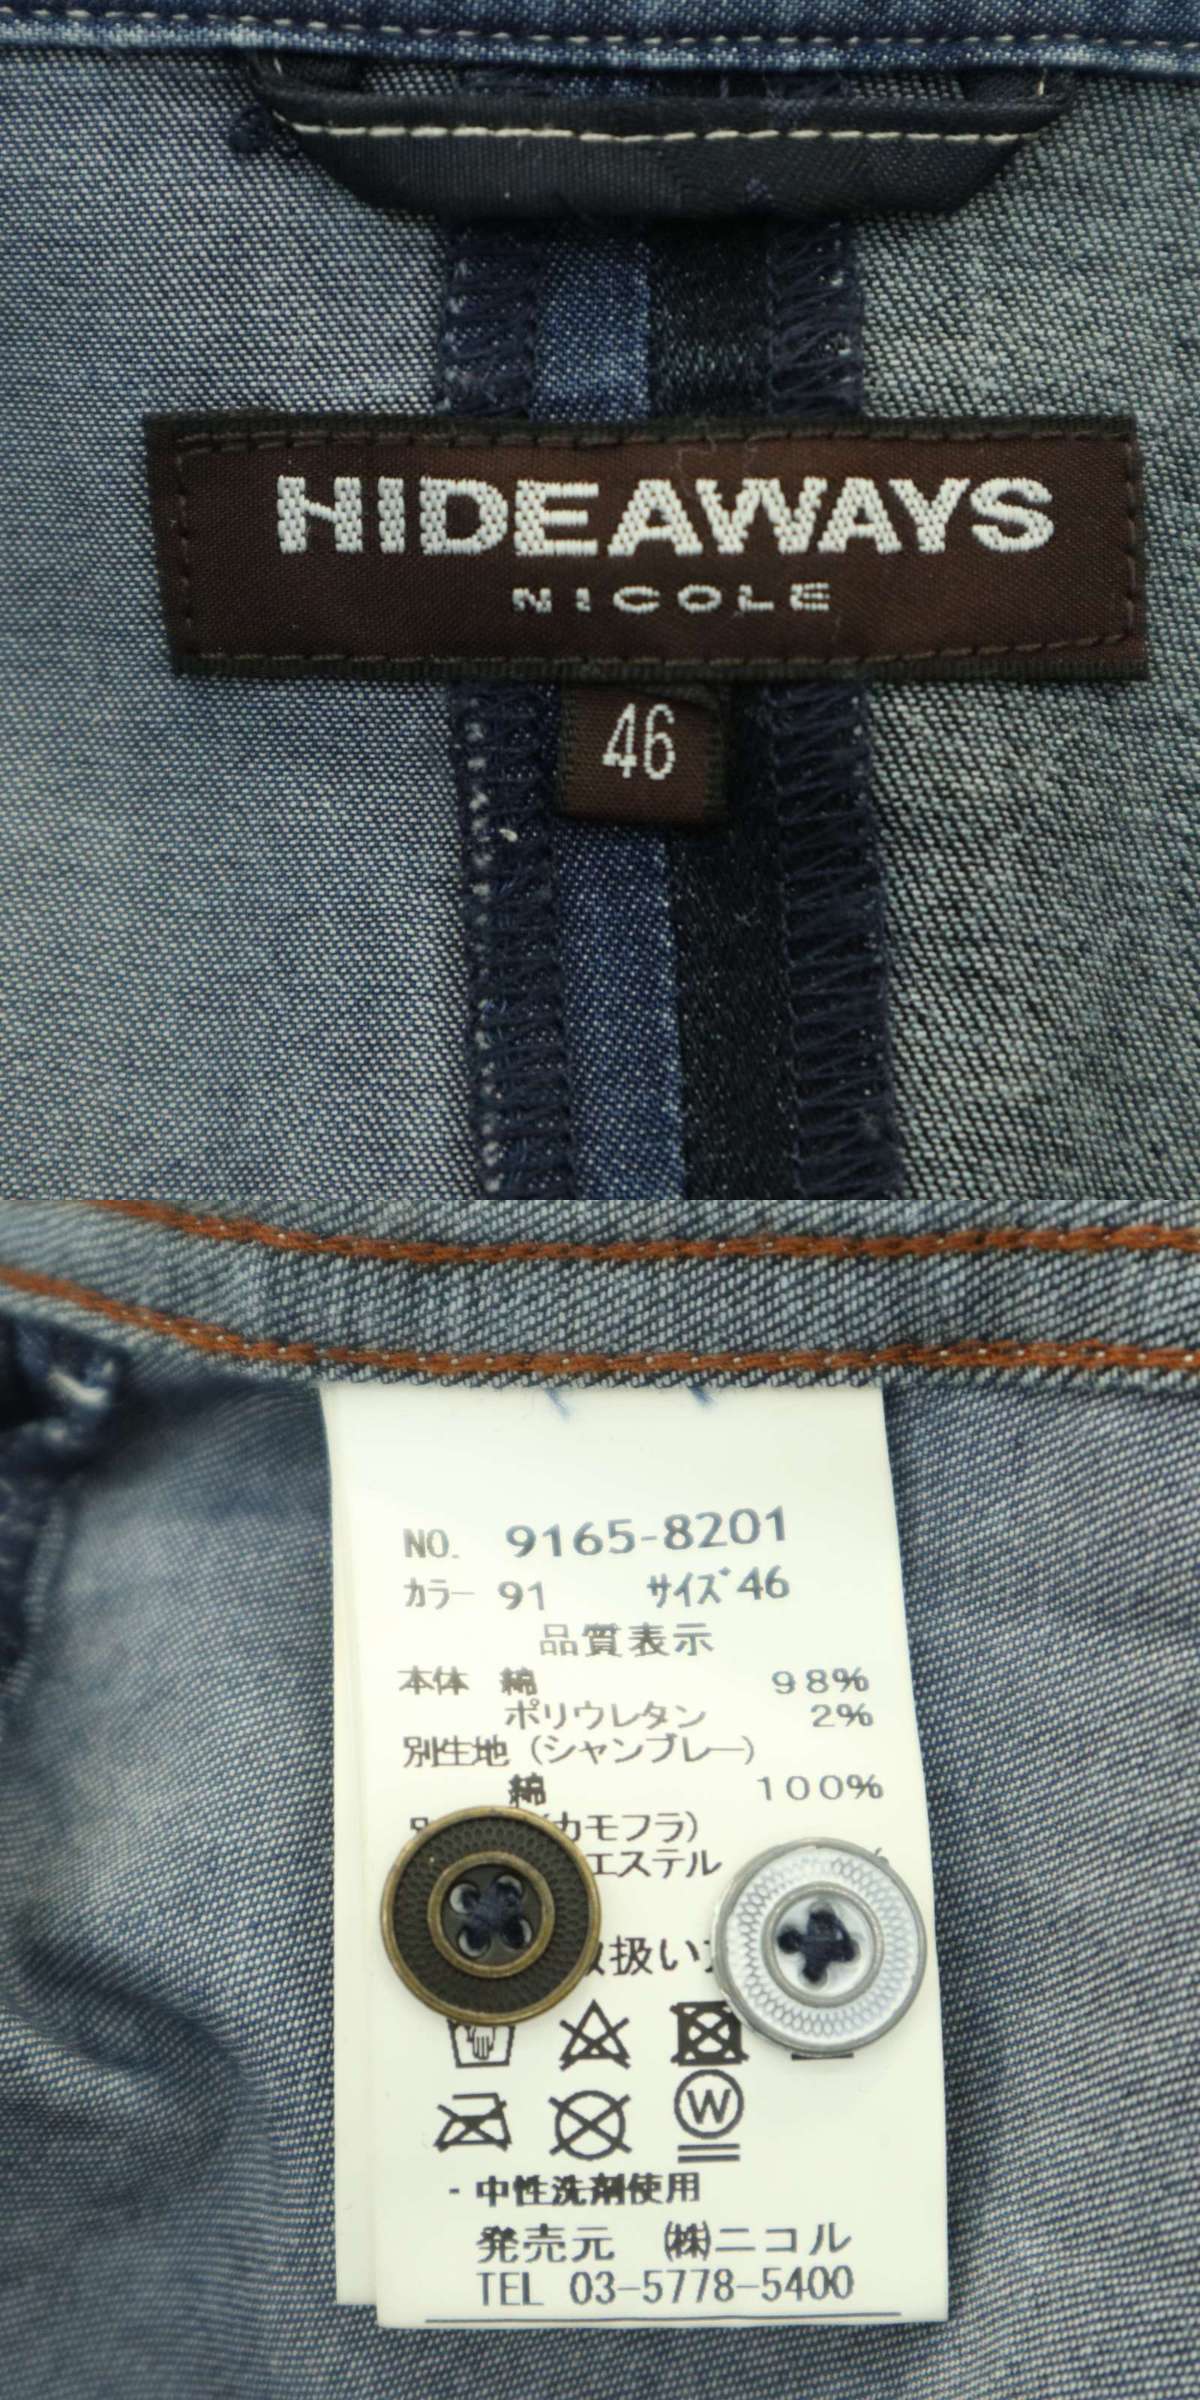 HIDEAWAYS
NICOLE
46
NO. 9165-8201
カラー 91 サイズ 46
品質表示
本体 綿 98%
ポリウレタン 2%
別生地（シャンブレー）
綿 100%
カモフラ）
エステル
扱い
W
- 中性洗剤使用
発売元 ㈱ニコル
TEL 03-5778-5400